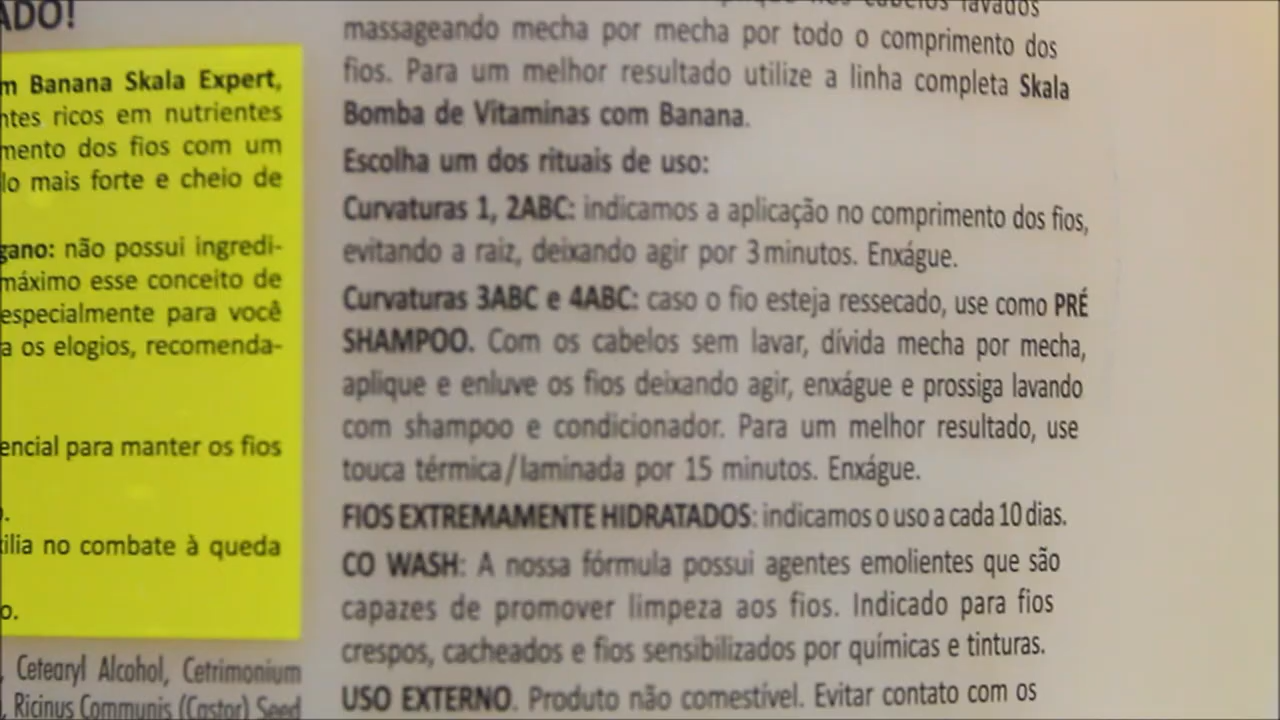 ADO!
m Banana Skala Expert,
ntes ricos em nutrientes
mento dos fios com um
lo mais forte e cheio de
gano: não possui ingredi-
máximo esse conceito de
especialmente para você
a os elogios, recomenda-
encial para manter os fios
o.
ilia no combate à queda
o.
, Cetearyl Alcohol, Cetrimonium
, Ricinus Communis (Castor) Seed
nos cabelos lavados
massageando mecha por mecha por todo o comprimento dos
fios. Para um melhor resultado utilize a linha completa Skala
Bomba de Vitaminas com Banana.
Escolha um dos rituais de uso:
Curvaturas 1, 2ABC: indicamos a aplicação no comprimento dos fios,
evitando a raiz, deixando agir por 3 minutos. Enxágue.
Curvaturas 3ABC e 4ABC: caso o fio esteja ressecado, use como PRÉ
SHAMPOO. Com os cabelos sem lavar, dívida mecha por mecha,
aplique e enluve os fios deixando agir, enxágue e prossiga lavando
com shampoo e condicionador. Para um melhor resultado, use
touca térmica/laminada por 15 minutos. Enxágue.
FIOS EXTREMAMENTE HIDRATADOS: indicamos o uso a cada 10 dias.
CO WASH: A nossa fórmula possui agentes emolientes que são
capazes de promover limpeza aos fios. Indicado para fios
crespos, cacheados e fios sensibilizados por químicas e tinturas.
USO EXTERNO. Produto não comestível. Evitar contato com os